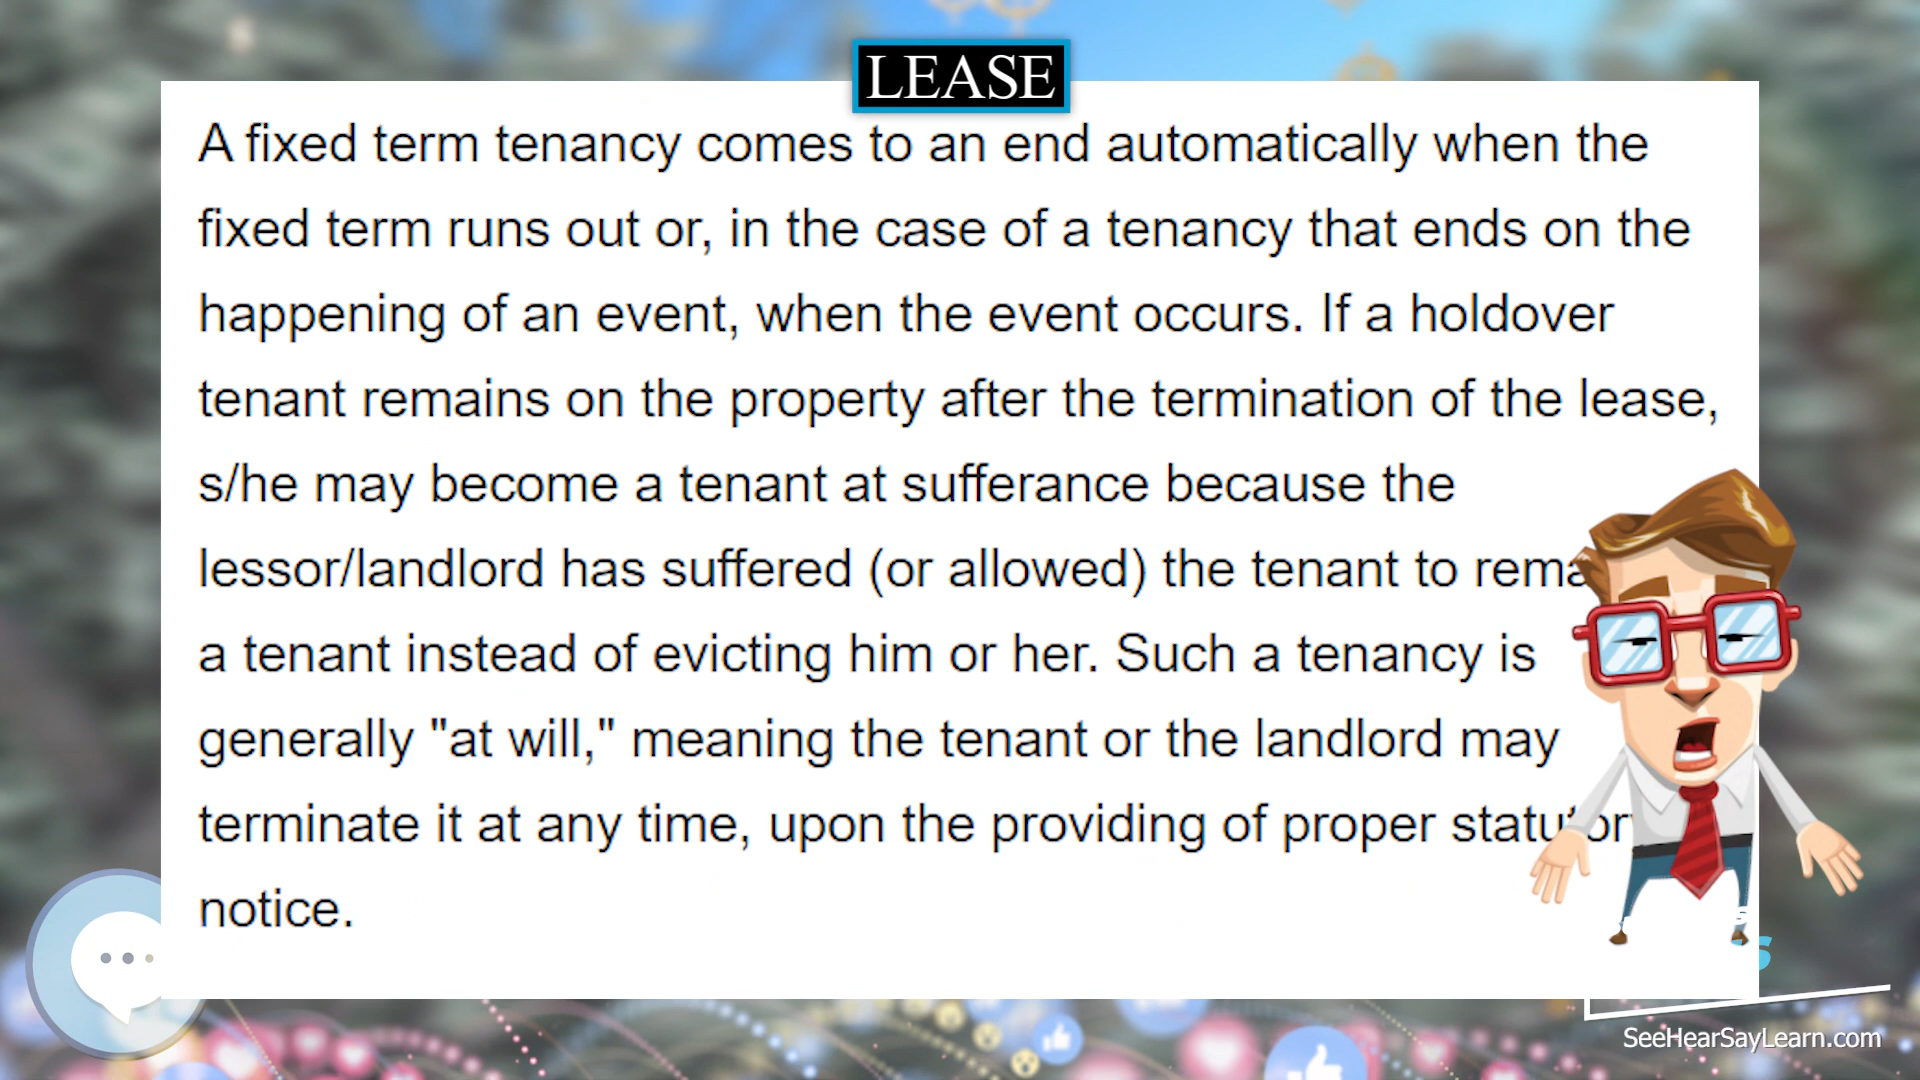 LEASE
A fixed term tenancy comes to an end automatically when the
fixed term runs out or, in the case of a tenancy that ends on the
happening of an event, when the event occurs. If a holdover
tenant remains on the property after the termination of the lease,
s/he may become a tenant at sufferance because the
lessor/landlord has suffered (or allowed) the tenant to
a tenant instead of evicting him or her. Such a tenancy is
generally "at will," meaning the tenant or the landlord may
terminate it at any time, upon the providing of proper statutory
notice.
SeeHearSayLearn.com